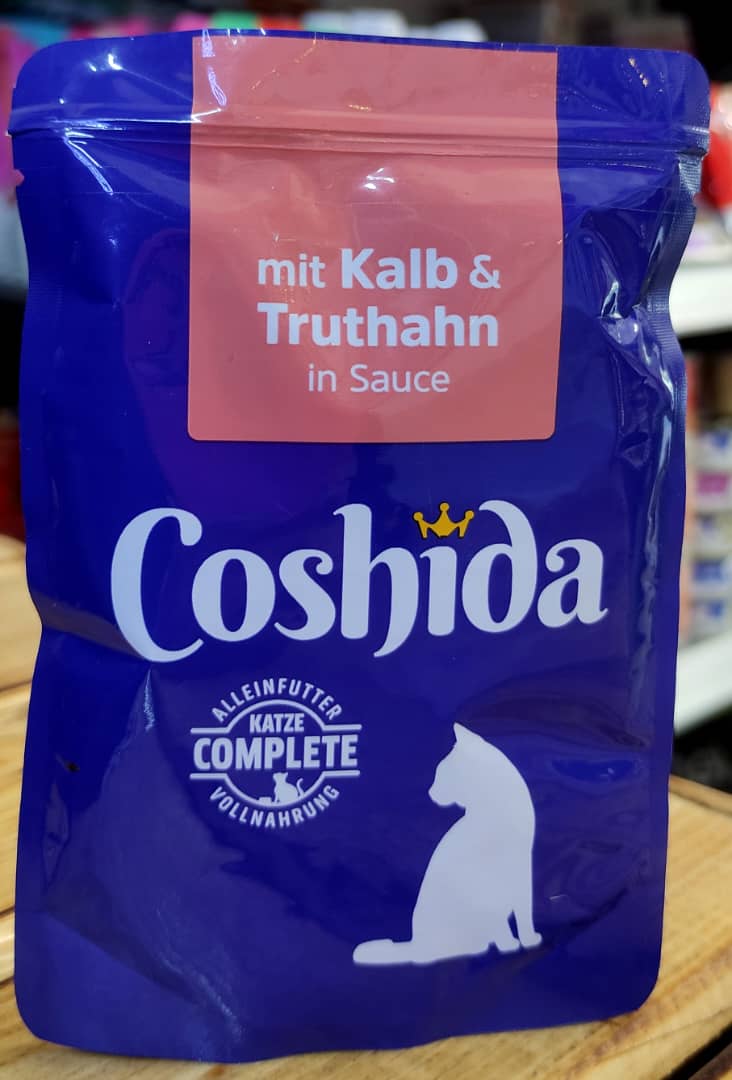 mit Kalb &
Truthahn
in Sauce
Coshida
ALLEINFUTTER
KATZE
COMPLETE
VOLLNAHRUNG